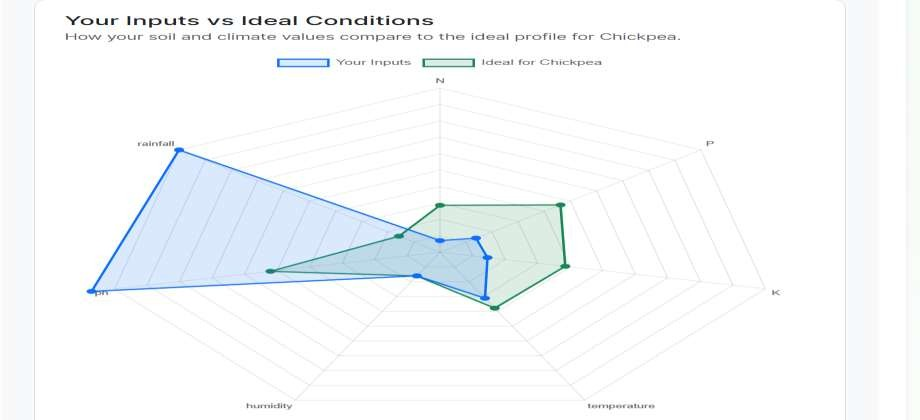 Your Inputs vs Ideal Conditions
How your soil and climate values compare to the ideal profile for Chickpea.
Your Inputs
Ideal for Chickpea
N
rainfall
P
ph
K
humidity
temperature